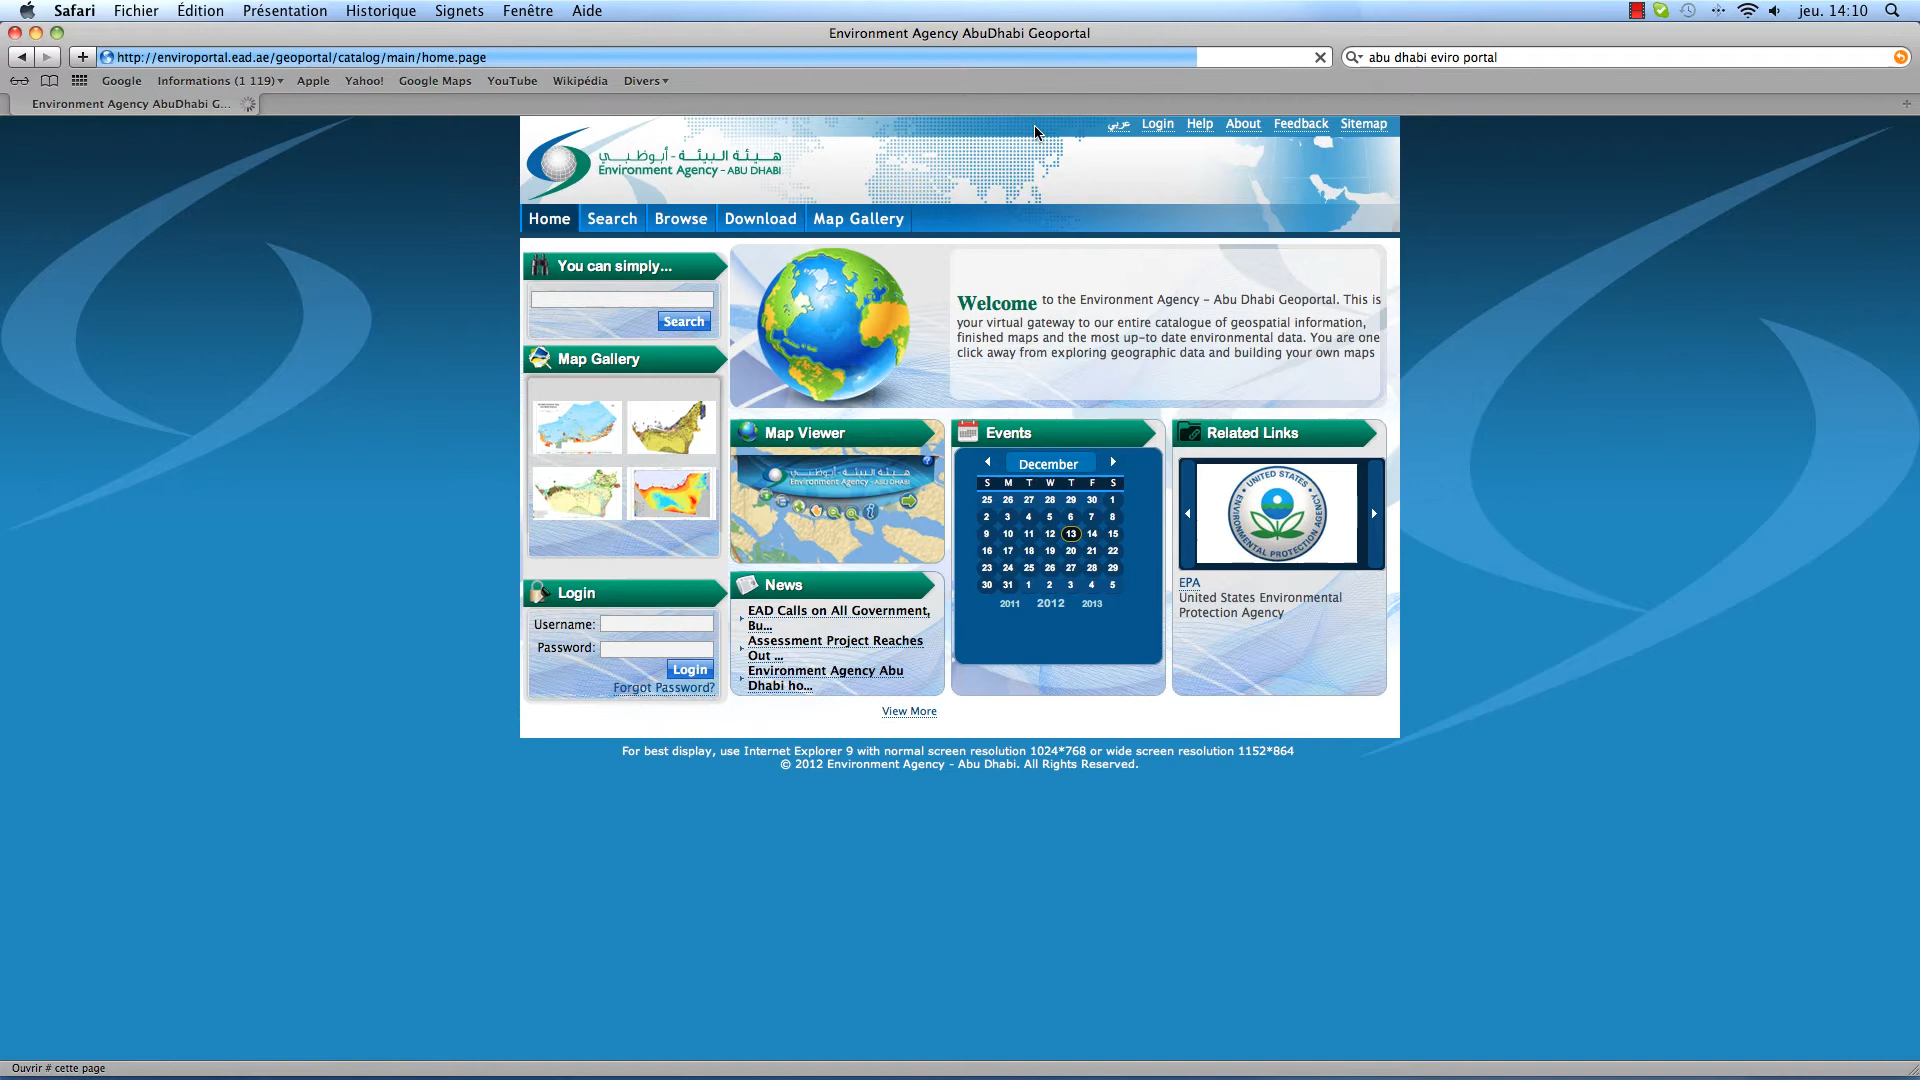 Safari Fichier Édition Présentation Historique Signets Fenêtre Aide jeu. 14:10
Environment Agency AbuDhabi Geoportal
http://enviroportal.ead.ae/geoportal/catalog/main/home.page abu dhabi eviro portal
Google Informations (1 119) Apple Yahoo! Google Maps YouTube Wikipédia Divers
Environment Agency AbuDhabi G...
عربي Login Help About Feedback Sitemap
هيئة البيئة - أبوظبي
Environment Agency - ABU DHABI
Home Search Browse Download Map Gallery
You can simply...
Search
Map Gallery
Login
Username:
Password:
Login
Forgot Password?
Welcome to the Environment Agency - Abu Dhabi Geoportal. This is
your virtual gateway to our entire catalogue of geospatial information,
finished maps and the most up-to date environmental data. You are one
click away from exploring geographic data and building your own maps
Map Viewer
هيئة البيئة - أبوظبي
Environment Agency - ABU DHABI
News
EAD Calls on All Government,
Bu...
Assessment Project Reaches
Out ...
Environment Agency Abu
Dhabi ho...
View More
Events
December
S M T W T F S
25 26 27 28 29 30 1
2 3 4 5 6 7 8
9 10 11 12 13 14 15
16 17 18 19 20 21 22
23 24 25 26 27 28 29
30 31 1 2 3 4 5
2011 2012 2013
Related Links
UNITED STATES
ENVIRONMENTAL PROTECTION AGENCY
EPA
United States Environmental
Protection Agency
For best display, use Internet Explorer 9 with normal screen resolution 1024*768 or wide screen resolution 1152*864
© 2012 Environment Agency - Abu Dhabi. All Rights Reserved.
Ouvrir # cette page